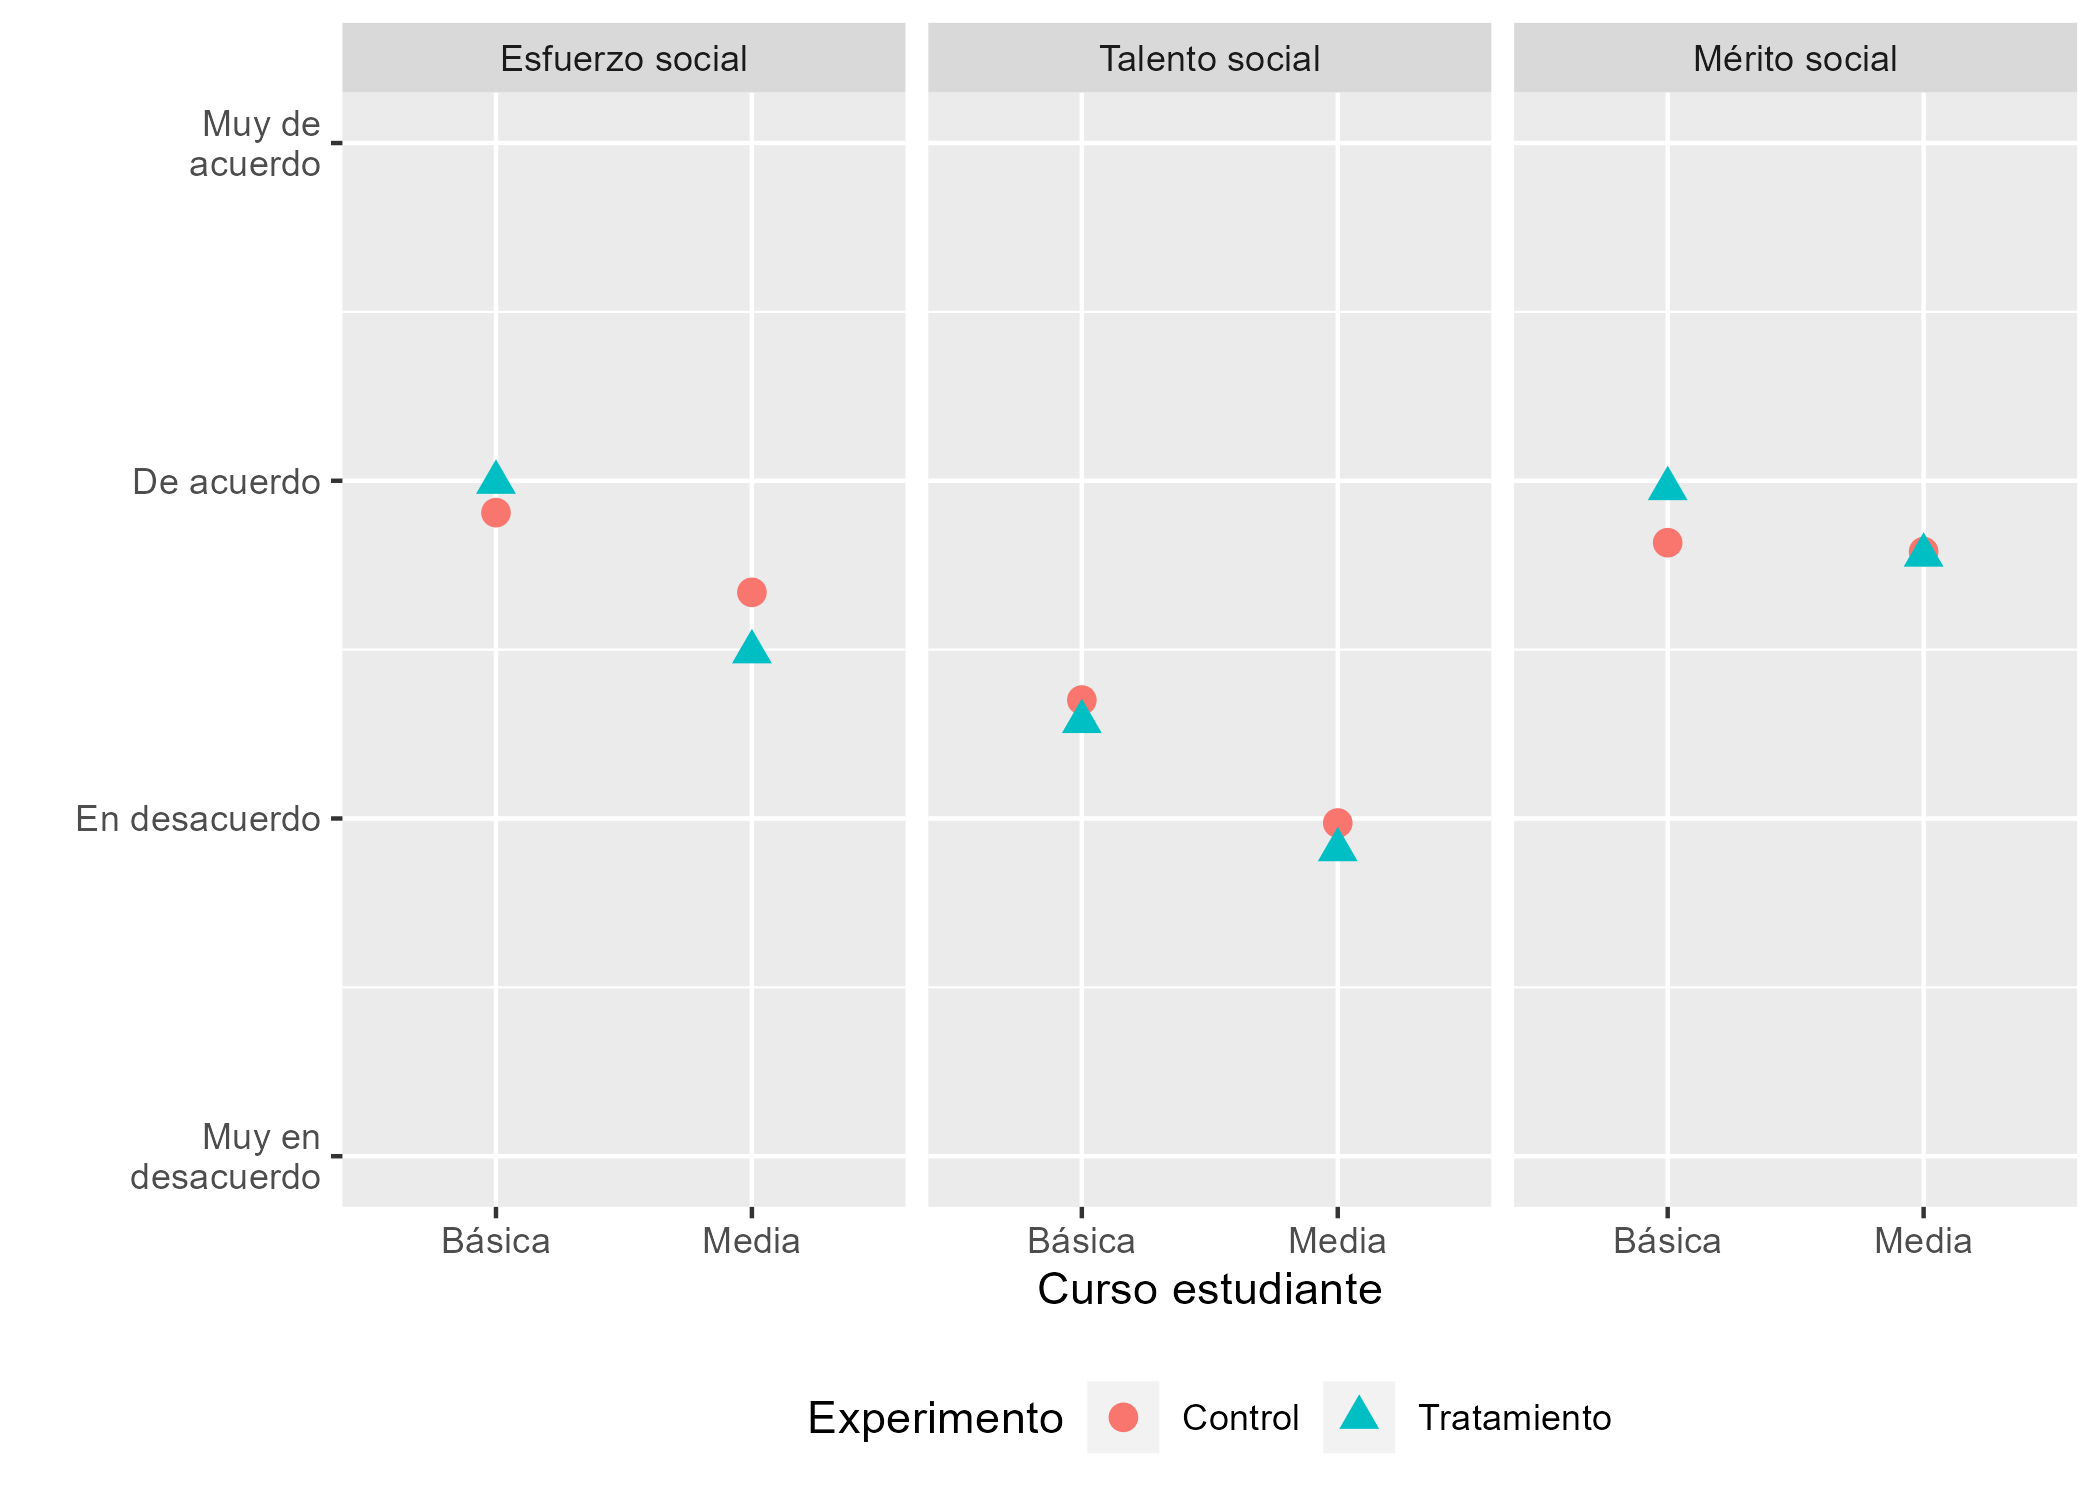 Esfuerzo social
Talento social
Mérito social
Muy de
acuerdo
De acuerdo
En desacuerdo
Muy en
desacuerdo
Básica
Media
Básica
Media
Básica
Media
Curso estudiante
Experimento
Control
Tratamiento